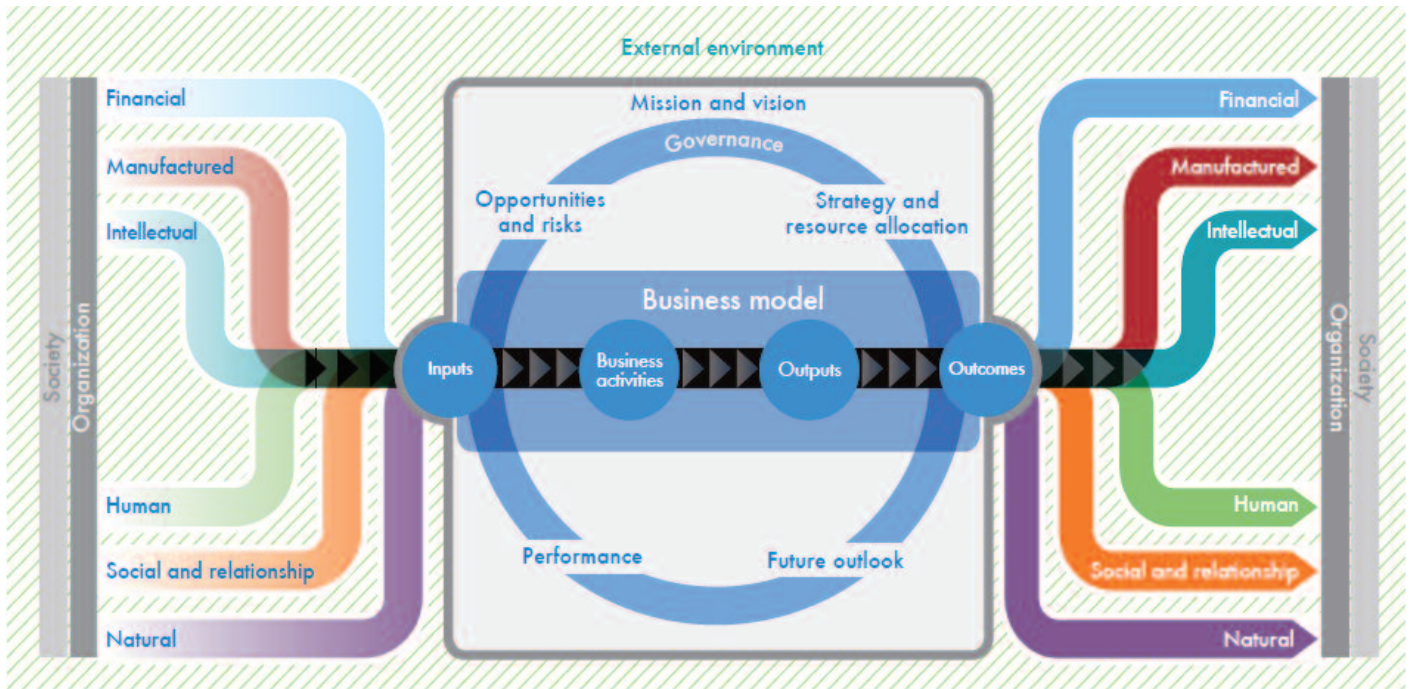 External environment
Society
Organization
Financial
Manufactured
Intellectual
Human
Social and relationship
Natural
Mission and vision
Governance
Opportunities
and risks
Strategy and
resource allocation
Business model
Inputs
Business
activities
Outputs
Outcomes
Performance
Future outlook
Financial
Manufactured
Intellectual
Human
Social and relationship
Natural
Organization
Society